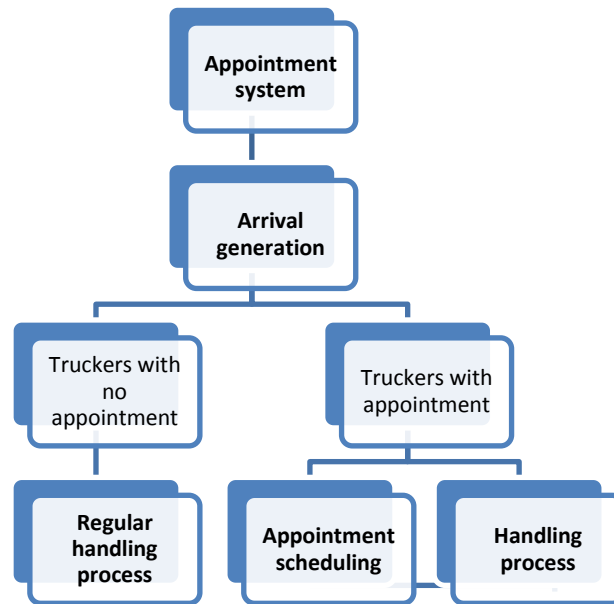 Appointment
system
Arrival
generation
Truckers with
no
appointment
Truckers with
appointment
Regular
handling
process
Appointment
scheduling
Handling
process